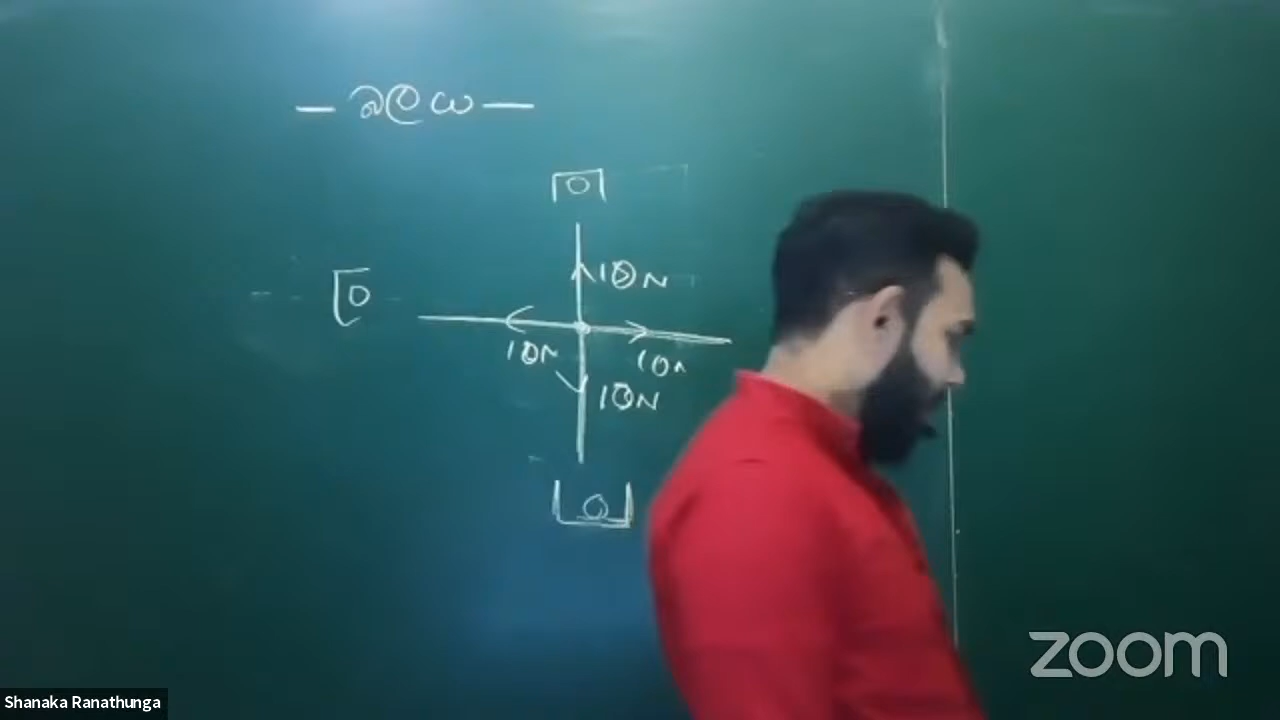 — බලය —
O
10N
O
10N
10N
10N
O
zoom
Shanaka Ranathunga